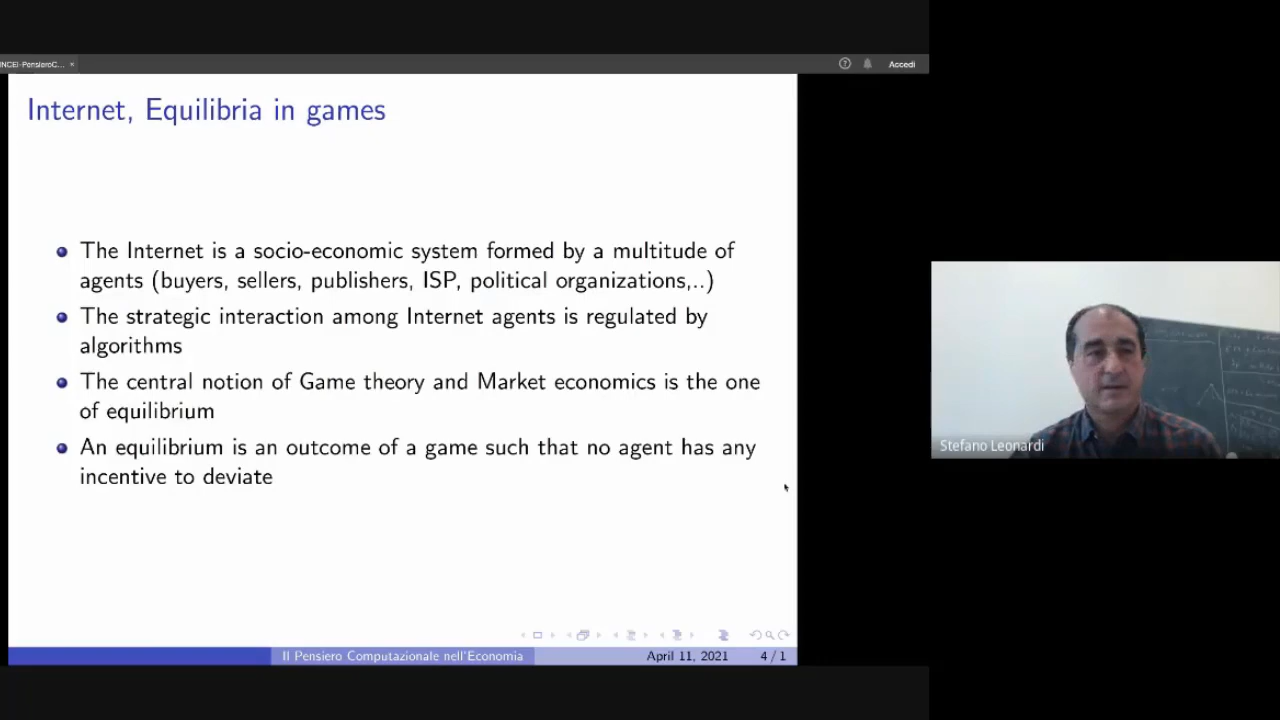 INCEI-PensieroC... ×
Accedi
Internet, Equilibria in games
The Internet is a socio-economic system formed by a multitude of
agents (buyers, sellers, publishers, ISP, political organizations,..)
The strategic interaction among Internet agents is regulated by
algorithms
The central notion of Game theory and Market economics is the one
of equilibrium
An equilibrium is an outcome of a game such that no agent has any
incentive to deviate
Stefano Leonardi
Il Pensiero Computazionale nell'Economia
April 11, 2021
4 / 1